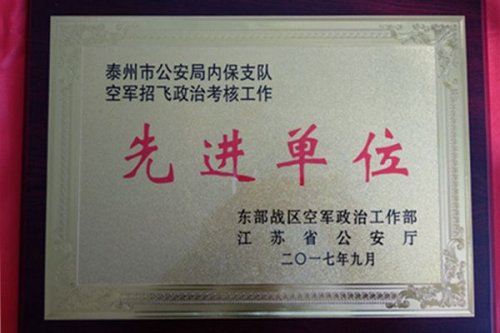 泰州市公安局内保支队
空军招飞政治考核工作
先进单位
东部战区空军政治工作部
江苏省公安厅
二〇一七年九月